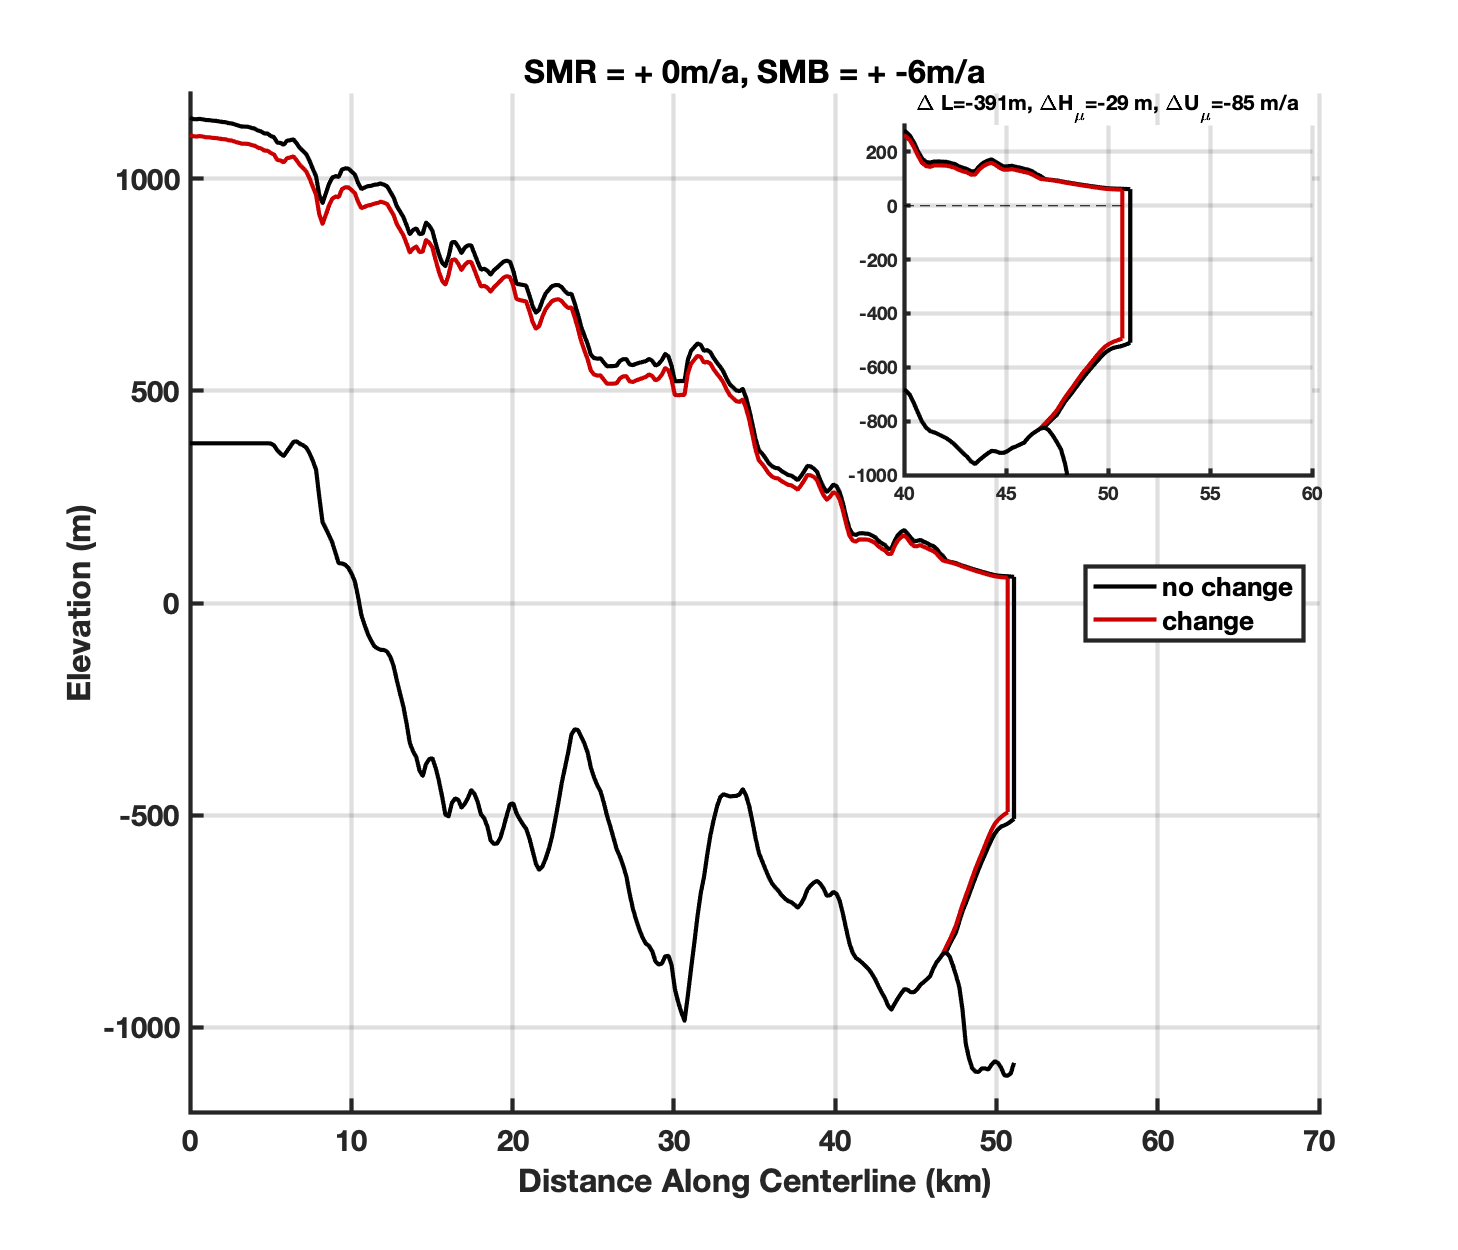 SMR = + 0m/a, SMB = + -6m/a
Δ L=-391m, ΔHμ=-29 m, ΔUμ=-85 m/a
200
0
-200
-400
-600
-800
-1000
40 45 50 55 60
1000
500
0
-500
-1000
Elevation (m)
no change
change
0 10 20 30 40 50 60 70
Distance Along Centerline (km)